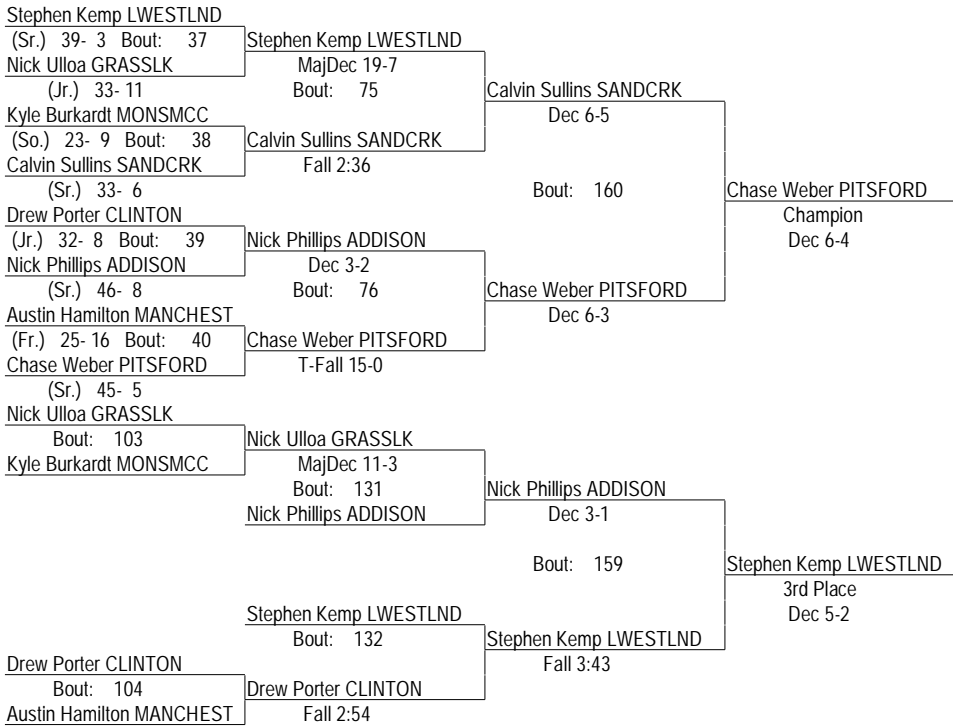 Stephen Kemp LWESTLND
(Sr.) 39- 3 Bout: 37 Stephen Kemp LWESTLND
Nick Ulloa GRASSLK MajDec 19-7
(Jr.) 33- 11 Bout: 75 Calvin Sullins SANDCRK
Kyle Burkardt MONSMCC Dec 6-5
(So.) 23- 9 Bout: 38 Calvin Sullins SANDCRK
Calvin Sullins SANDCRK Fall 2:36
(Sr.) 33- 6 Bout: 160 Chase Weber PITSFORD
Drew Porter CLINTON Champion
(Jr.) 32- 8 Bout: 39 Nick Phillips ADDISON Dec 6-4
Nick Phillips ADDISON Dec 3-2
(Sr.) 46- 8 Bout: 76 Chase Weber PITSFORD
Austin Hamilton MANCHEST Dec 6-3
(Fr.) 25- 16 Bout: 40 Chase Weber PITSFORD
Chase Weber PITSFORD T-Fall 15-0
(Sr.) 45- 5
Nick Ulloa GRASSLK
Bout: 103 Nick Ulloa GRASSLK
Kyle Burkardt MONSMCC MajDec 11-3
Bout: 131 Nick Phillips ADDISON
Nick Phillips ADDISON Dec 3-1
Bout: 159 Stephen Kemp LWESTLND
3rd Place
Stephen Kemp LWESTLND Dec 5-2
Bout: 132 Stephen Kemp LWESTLND
Drew Porter CLINTON Fall 3:43
Bout: 104 Drew Porter CLINTON
Austin Hamilton MANCHEST Fall 2:54